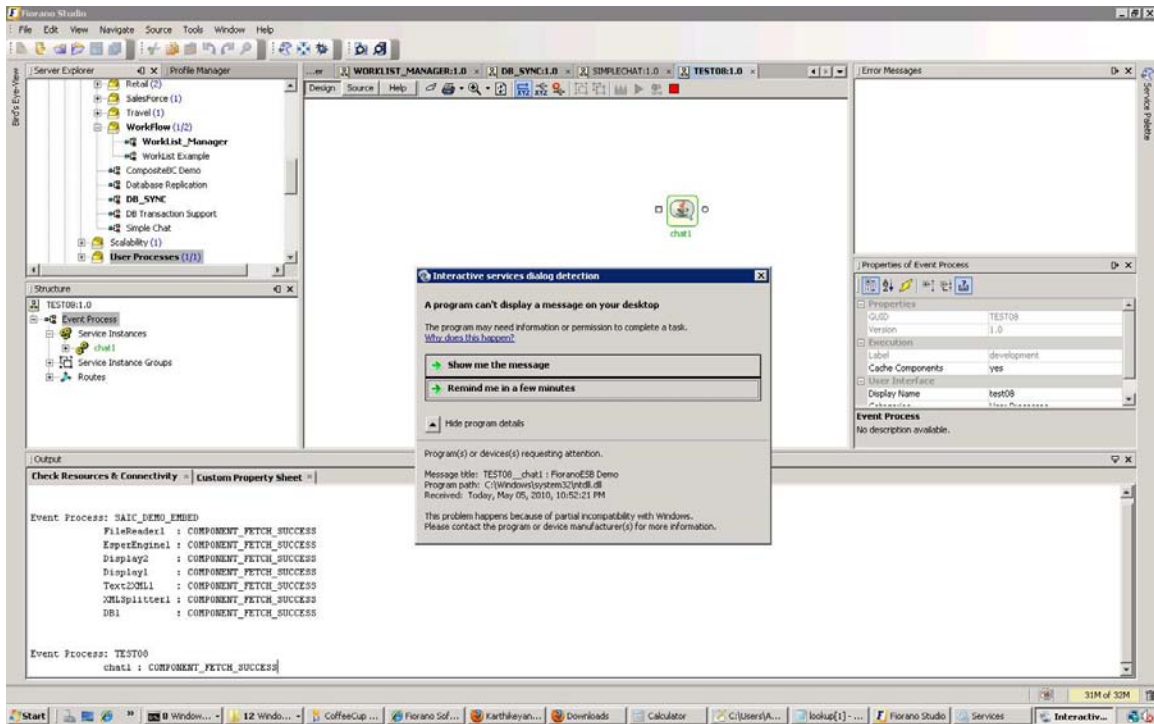 Fiorano Studio
File Edit View Navigate Source Tools Window Help
Bird's Eye-View
Server Explorer
Profile Manager
Retail (2)
SalesForce (1)
Travel (1)
WorkFlow (1/2)
WorkList_Manager
WorkList Example
CompositeBC Demo
Database Replication
DB_SYNC
DB Transaction Support
Simple Chat
Scalability (1)
User Processes (1/1)
Structure
TEST08:1.0
Event Process
Service Instances
chat1
Service Instance Groups
Routes
...er WORKLIST_MANAGER:1.0 DB_SYNC:1.0 SIMPLECHAT:1.0 TEST08:1.0
Design Source Help
chat1
Error Messages
Service Palette
Properties of Event Process
Properties
GUID TEST08
Version 1.0
Execution
Label development
Cache Components yes
User Interface
Display Name test08
Event Process
No description available.
Interactive services dialog detection
A program can't display a message on your desktop
The program may need information or permission to complete a task.
Why does this happen?
Show me the message
Remind me in a few minutes
Hide program details
Program(s) or devices(s) requesting attention.
Message title: TEST08__chat1 : FioranoESB Demo
Program path: C:\Windows\system32\ntdll.dll
Received: Today, May 05, 2010, 10:52:21 PM
This problem happens because of partial incompatibility with Windows.
Please contact the program or device manufacturer(s) for more information.
Output
Check Resources & Connectivity Custom Property Sheet
Event Process: SAIC_DEMO_EMBED
FileReader1 : COMPONENT_FETCH_SUCCESS
EsperEngine1 : COMPONENT_FETCH_SUCCESS
Display2 : COMPONENT_FETCH_SUCCESS
Display1 : COMPONENT_FETCH_SUCCESS
Text2XML1 : COMPONENT_FETCH_SUCCESS
XMLSplitter1 : COMPONENT_FETCH_SUCCESS
DB1 : COMPONENT_FETCH_SUCCESS
Event Process: TEST08
chat1 : COMPONENT_FETCH_SUCCESS
31M of 32M
Start 8 Window... 12 Windo... CoffeeCup ... Fiorano Sof... Karthikeyan... Downloads Calculator C:\Users\A... lookup[1] -... Fiorano Studio Services Interactiv...